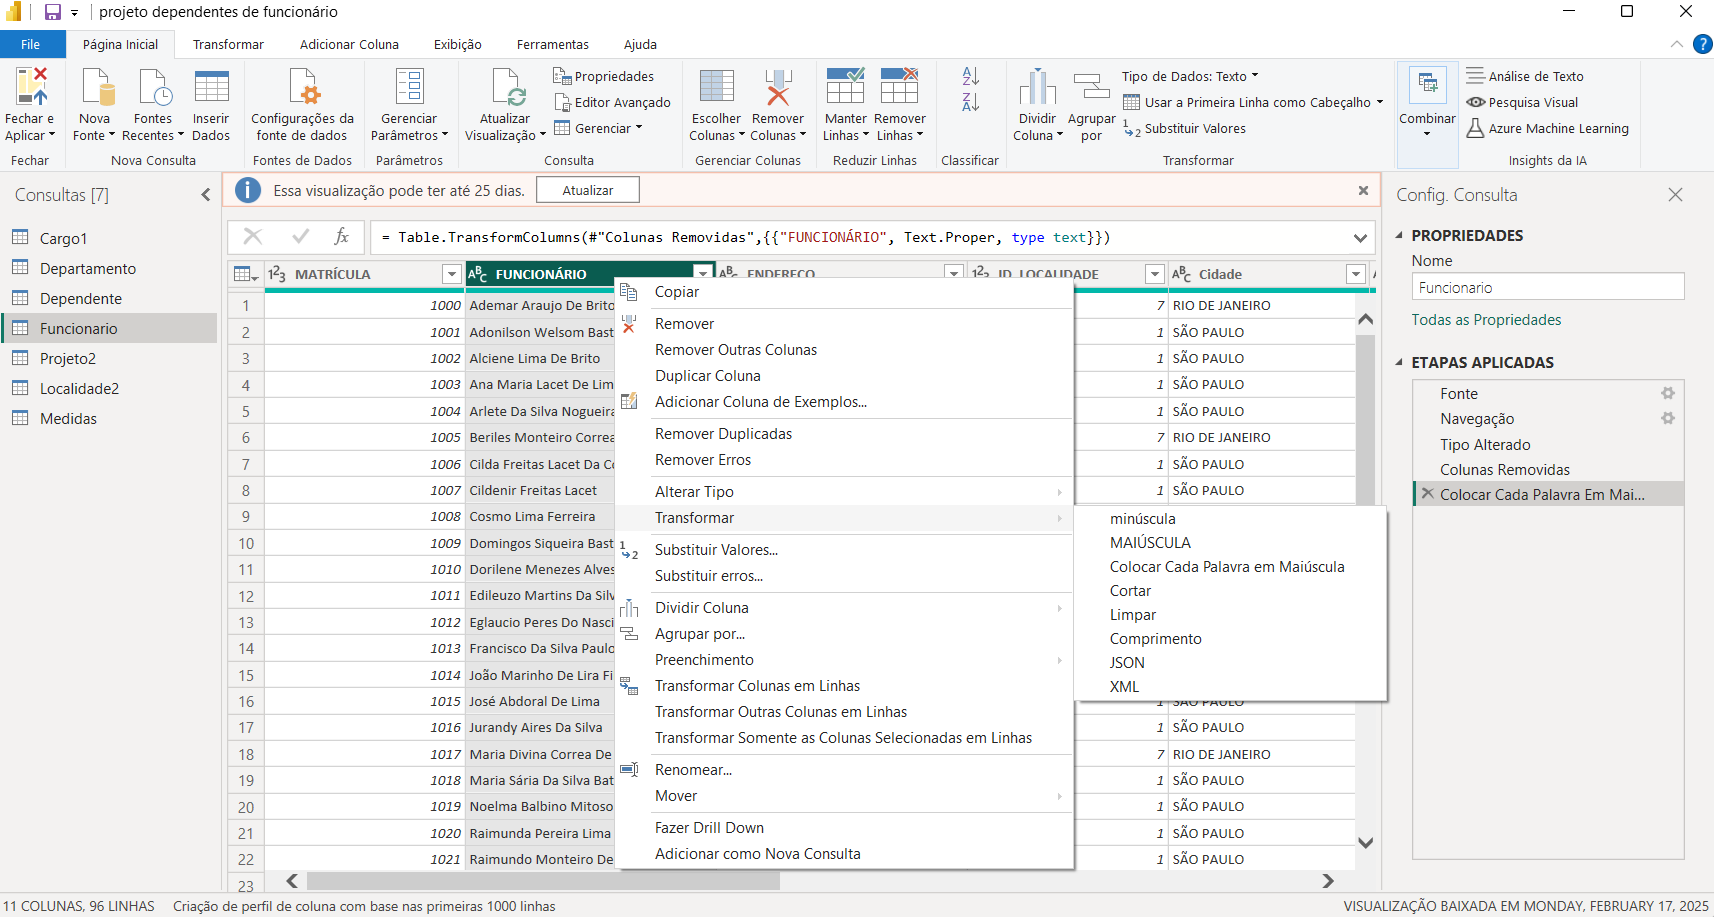 projeto dependentes de funcionário
File Página Inicial Transformar Adicionar Coluna Exibição Ferramentas Ajuda
Fechar e Aplicar
Fechar
Nova Fonte
Fontes Recentes
Inserir Dados
Nova Consulta
Configurações da fonte de dados
Fontes de Dados
Gerenciar Parâmetros
Parâmetros
Atualizar Visualização
Propriedades
Editor Avançado
Gerenciar
Consulta
Escolher Colunas
Remover Colunas
Gerenciar Colunas
Manter Linhas
Remover Linhas
Reduzir Linhas
Classificar
Dividir Coluna
Agrupar por
Tipo de Dados: Texto
Usar a Primeira Linha como Cabeçalho
Substituir Valores
Transformar
Combinar
Análise de Texto
Pesquisa Visual
Azure Machine Learning
Insights da IA
Consultas [7]
Cargo1
Departamento
Dependente
Funcionario
Projeto2
Localidade2
Medidas
Essa visualização pode ter até 25 dias. Atualizar
fx = Table.TransformColumns(#"Colunas Removidas",{{"FUNCIONÁRIO", Text.Proper, type text}})
123 MATRÍCULA ABC FUNCIONÁRIO ABC ENDEREÇO 123 ID_LOCALIDADE ABC Cidade
1 1000 Ademar Araujo De Brito 7 RIO DE JANEIRO
2 1001 Adonilson Welsom Bast 1 SÃO PAULO
3 1002 Alciene Lima De Brito 1 SÃO PAULO
4 1003 Ana Maria Lacet De Lim 1 SÃO PAULO
5 1004 Arlete Da Silva Nogueira 1 SÃO PAULO
6 1005 Beriles Monteiro Correa 7 RIO DE JANEIRO
7 1006 Cilda Freitas Lacet Da Co 1 SÃO PAULO
8 1007 Cildenir Freitas Lacet 1 SÃO PAULO
9 1008 Cosmo Lima Ferreira
10 1009 Domingos Siqueira Bast
11 1010 Dorilene Menezes Alves
12 1011 Edileuzo Martins Da Silv
13 1012 Eglaucio Peres Do Nasci
14 1013 Francisco Da Silva Paulo
15 1014 João Marinho De Lira Fi
16 1015 José Abdoral De Lima 1 SÃO PAULO
17 1016 Jurandy Aires Da Silva 1 SÃO PAULO
18 1017 Maria Divina Correa De 7 RIO DE JANEIRO
19 1018 Maria Sária Da Silva Bat 1 SÃO PAULO
20 1019 Noelma Balbino Mitoso 1 SÃO PAULO
21 1020 Raimunda Pereira Lima 1 SÃO PAULO
22 1021 Raimundo Monteiro De 1 SÃO PAULO
23
Copiar
Remover
Remover Outras Colunas
Duplicar Coluna
Adicionar Coluna de Exemplos...
Remover Duplicadas
Remover Erros
Alterar Tipo
Transformar
Substituir Valores...
Substituir erros...
Dividir Coluna
Agrupar por...
Preenchimento
Transformar Colunas em Linhas
Transformar Outras Colunas em Linhas
Transformar Somente as Colunas Selecionadas em Linhas
Renomear...
Mover
Fazer Drill Down
Adicionar como Nova Consulta
minúscula
MAIÚSCULA
Colocar Cada Palavra em Maiúscula
Cortar
Limpar
Comprimento
JSON
XML
Config. Consulta
PROPRIEDADES
Nome
Funcionario
Todas as Propriedades
ETAPAS APLICADAS
Fonte
Navegação
Tipo Alterado
Colunas Removidas
Colocar Cada Palavra Em Mai...
11 COLUNAS, 96 LINHAS Criação de perfil de coluna com base nas primeiras 1000 linhas VISUALIZAÇÃO BAIXADA EM MONDAY, FEBRUARY 17, 2025